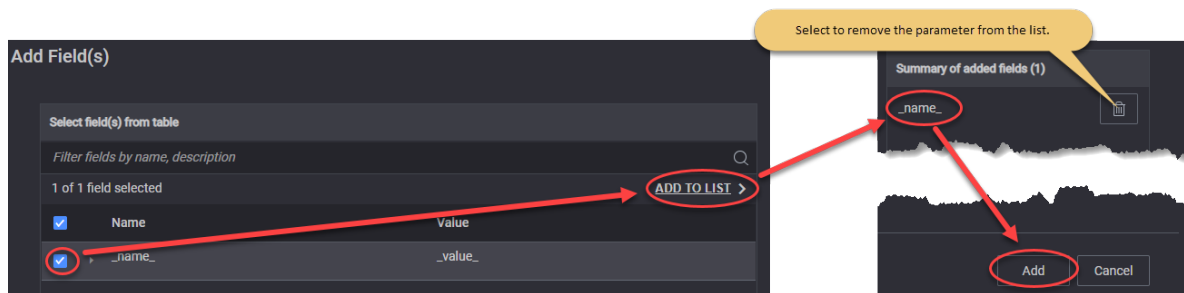 Select to remove the parameter from the list.
Add Field(s)
Select field(s) from table
Filter fields by name, description
1 of 1 field selected
ADD TO LIST >
Name Value
_name_ _value_
Summary of added fields (1)
_name_
Add Cancel